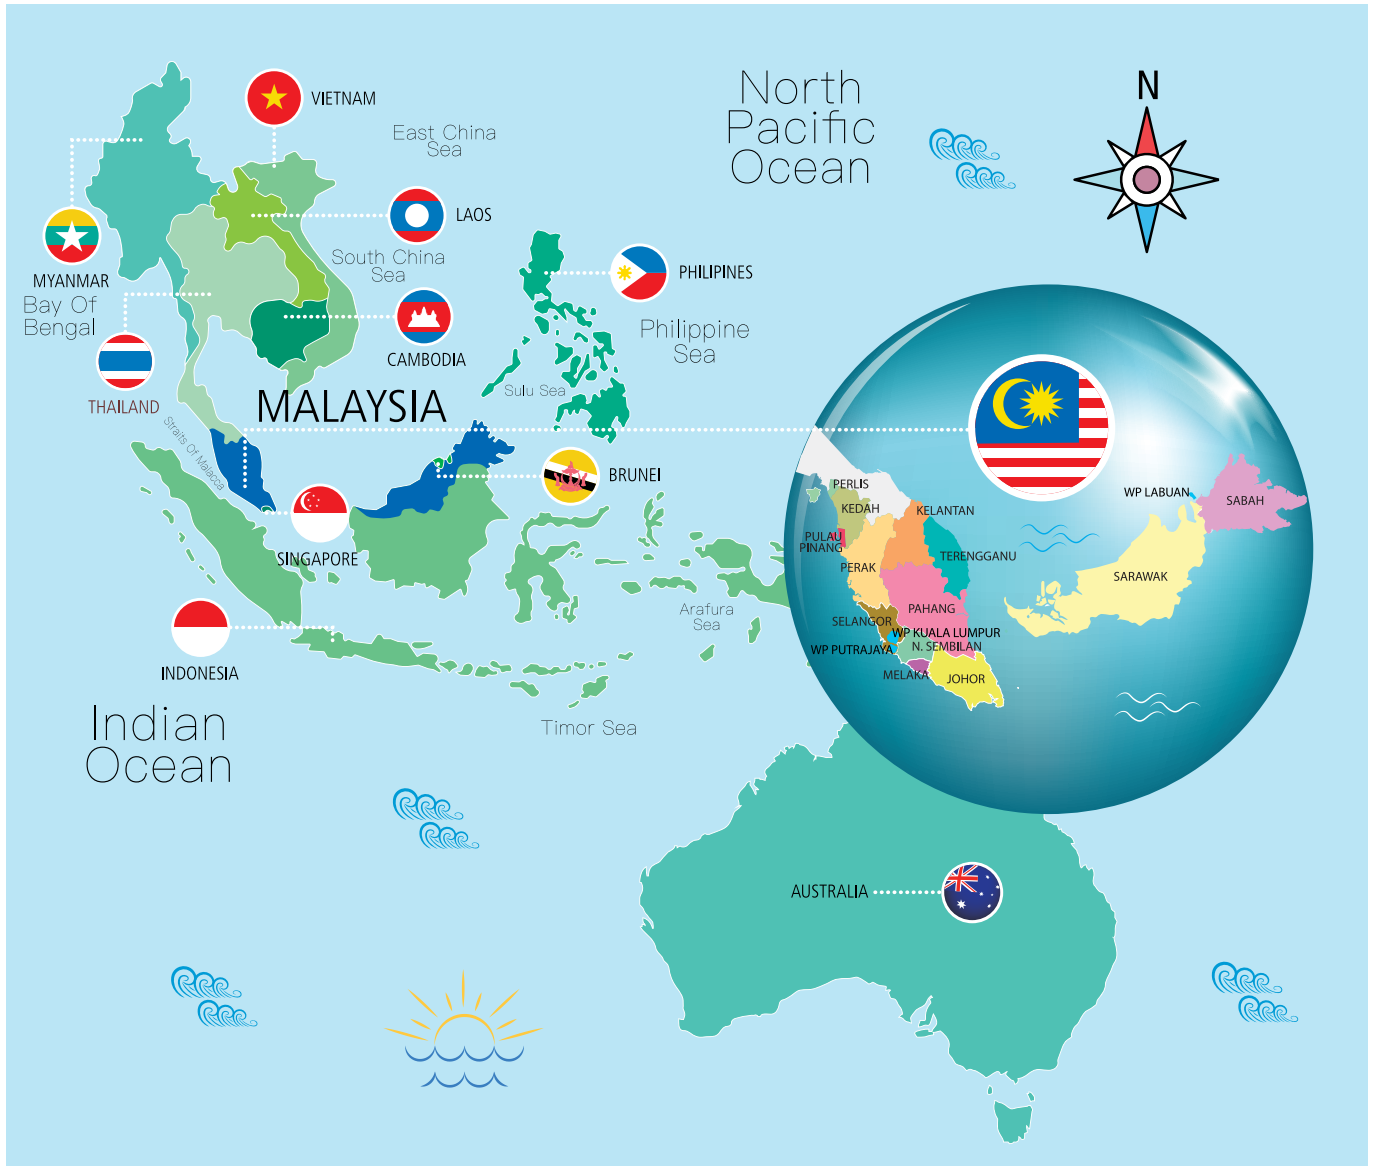 North
Pacific
Ocean
N
VIETNAM
East China
Sea
LAOS
South China
Sea
MYANMAR
Bay Of
Bengal
PHILIPINES
Philippine
Sea
CAMBODIA
THAILAND
MALAYSIA
Sulu Sea
Straits Of Malacca
BRUNEI
SINGAPORE
PERLIS
KEDAH
KELANTAN
PULAU
PINANG
TERENGGANU
PERAK
PAHANG
SELANGOR
WP KUALA LUMPUR
WP PUTRAJAYA
N. SEMBILAN
MELAKA
JOHOR
WP LABUAN
SABAH
SARAWAK
Arafura
Sea
INDONESIA
Indian
Ocean
Timor Sea
AUSTRALIA